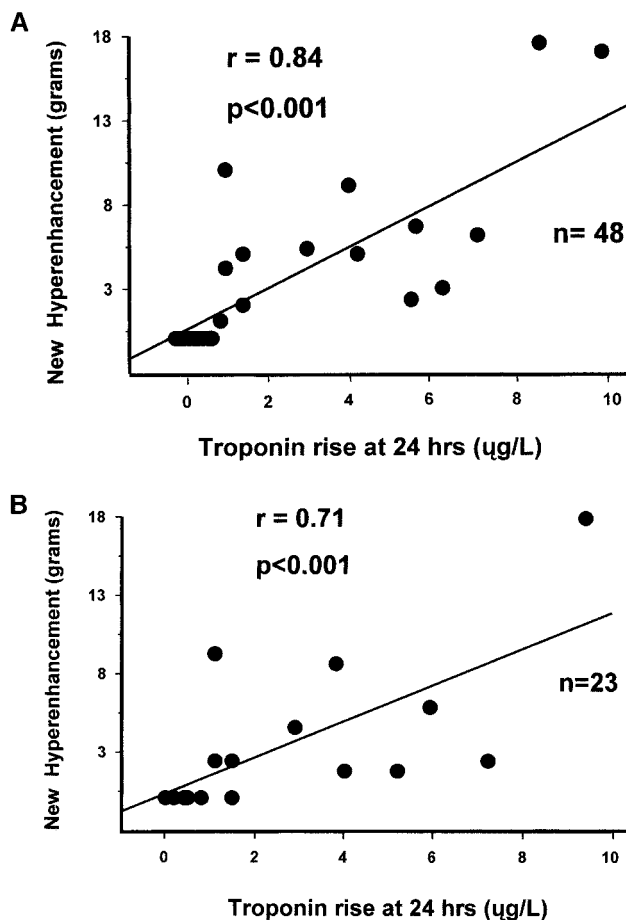 A
New Hyperenhancement (grams)
18
13
8
3
r = 0.84
p<0.001
n= 48
0 2 4 6 8 10
Troponin rise at 24 hrs (ųg/L)
B
New Hyperenhancement (grams)
18
13
8
3
r = 0.71
p<0.001
n=23
0 2 4 6 8 10
Troponin rise at 24 hrs (ųg/L)